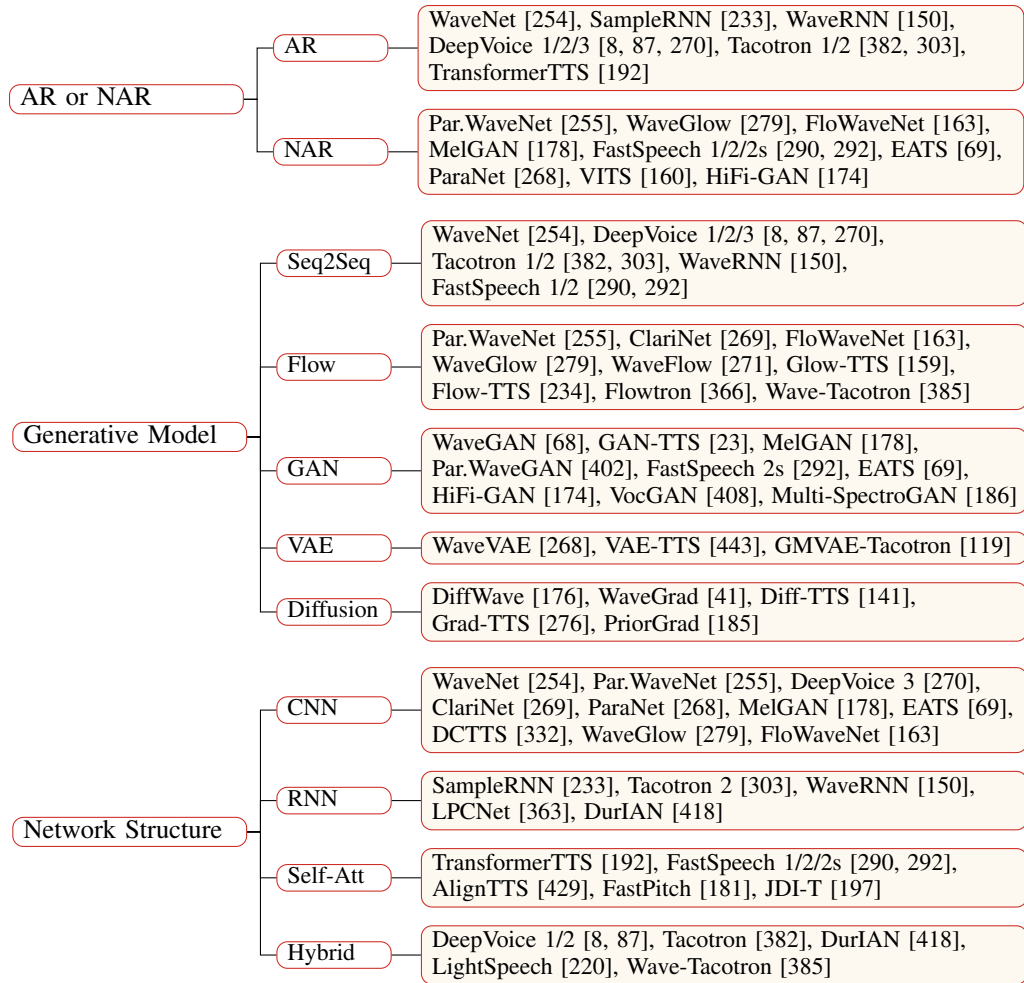 AR or NAR
AR
WaveNet [254], SampleRNN [233], WaveRNN [150],
DeepVoice 1/2/3 [8, 87, 270], Tacotron 1/2 [382, 303],
TransformerTTS [192]
NAR
Par.WaveNet [255], WaveGlow [279], FloWaveNet [163],
MelGAN [178], FastSpeech 1/2/2s [290, 292], EATS [69],
ParaNet [268], VITS [160], HiFi-GAN [174]
Generative Model
Seq2Seq
WaveNet [254], DeepVoice 1/2/3 [8, 87, 270],
Tacotron 1/2 [382, 303], WaveRNN [150],
FastSpeech 1/2 [290, 292]
Flow
Par.WaveNet [255], ClariNet [269], FloWaveNet [163],
WaveGlow [279], WaveFlow [271], Glow-TTS [159],
Flow-TTS [234], Flowtron [366], Wave-Tacotron [385]
GAN
WaveGAN [68], GAN-TTS [23], MelGAN [178],
Par.WaveGAN [402], FastSpeech 2s [292], EATS [69],
HiFi-GAN [174], VocGAN [408], Multi-SpectroGAN [186]
VAE
WaveVAE [268], VAE-TTS [443], GMVAE-Tacotron [119]
Diffusion
DiffWave [176], WaveGrad [41], Diff-TTS [141],
Grad-TTS [276], PriorGrad [185]
Network Structure
CNN
WaveNet [254], Par.WaveNet [255], DeepVoice 3 [270],
ClariNet [269], ParaNet [268], MelGAN [178], EATS [69],
DCTTS [332], WaveGlow [279], FloWaveNet [163]
RNN
SampleRNN [233], Tacotron 2 [303], WaveRNN [150],
LPCNet [363], DurIAN [418]
Self-Att
TransformerTTS [192], FastSpeech 1/2/2s [290, 292],
AlignTTS [429], FastPitch [181], JDI-T [197]
Hybrid
DeepVoice 1/2 [8, 87], Tacotron [382], DurIAN [418],
LightSpeech [220], Wave-Tacotron [385]